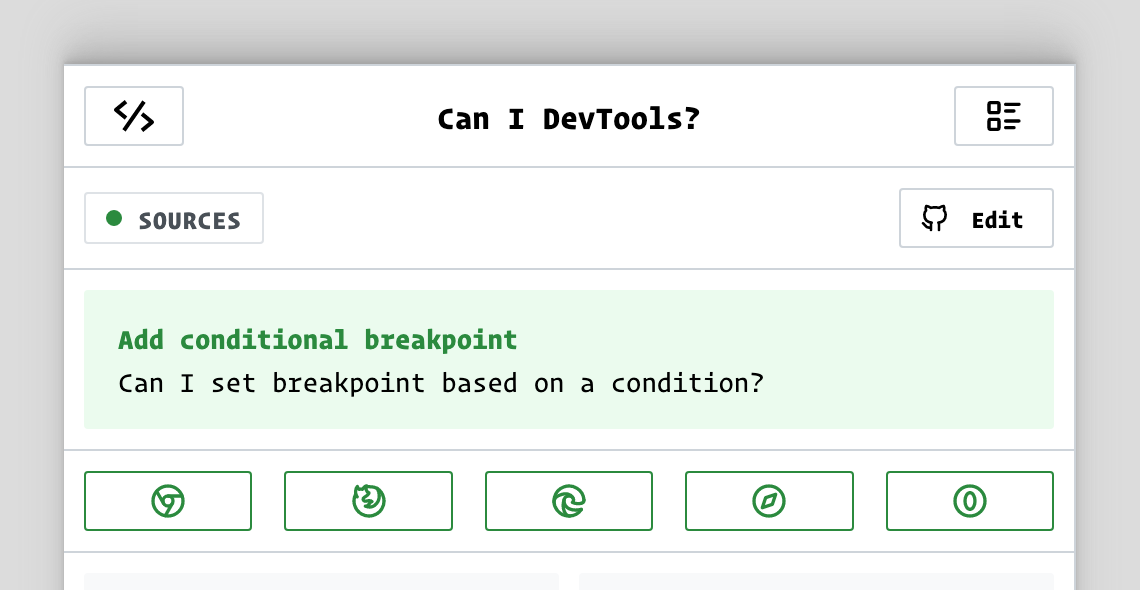 Can I DevTools?
SOURCES
Edit
Add conditional breakpoint
Can I set breakpoint based on a condition?